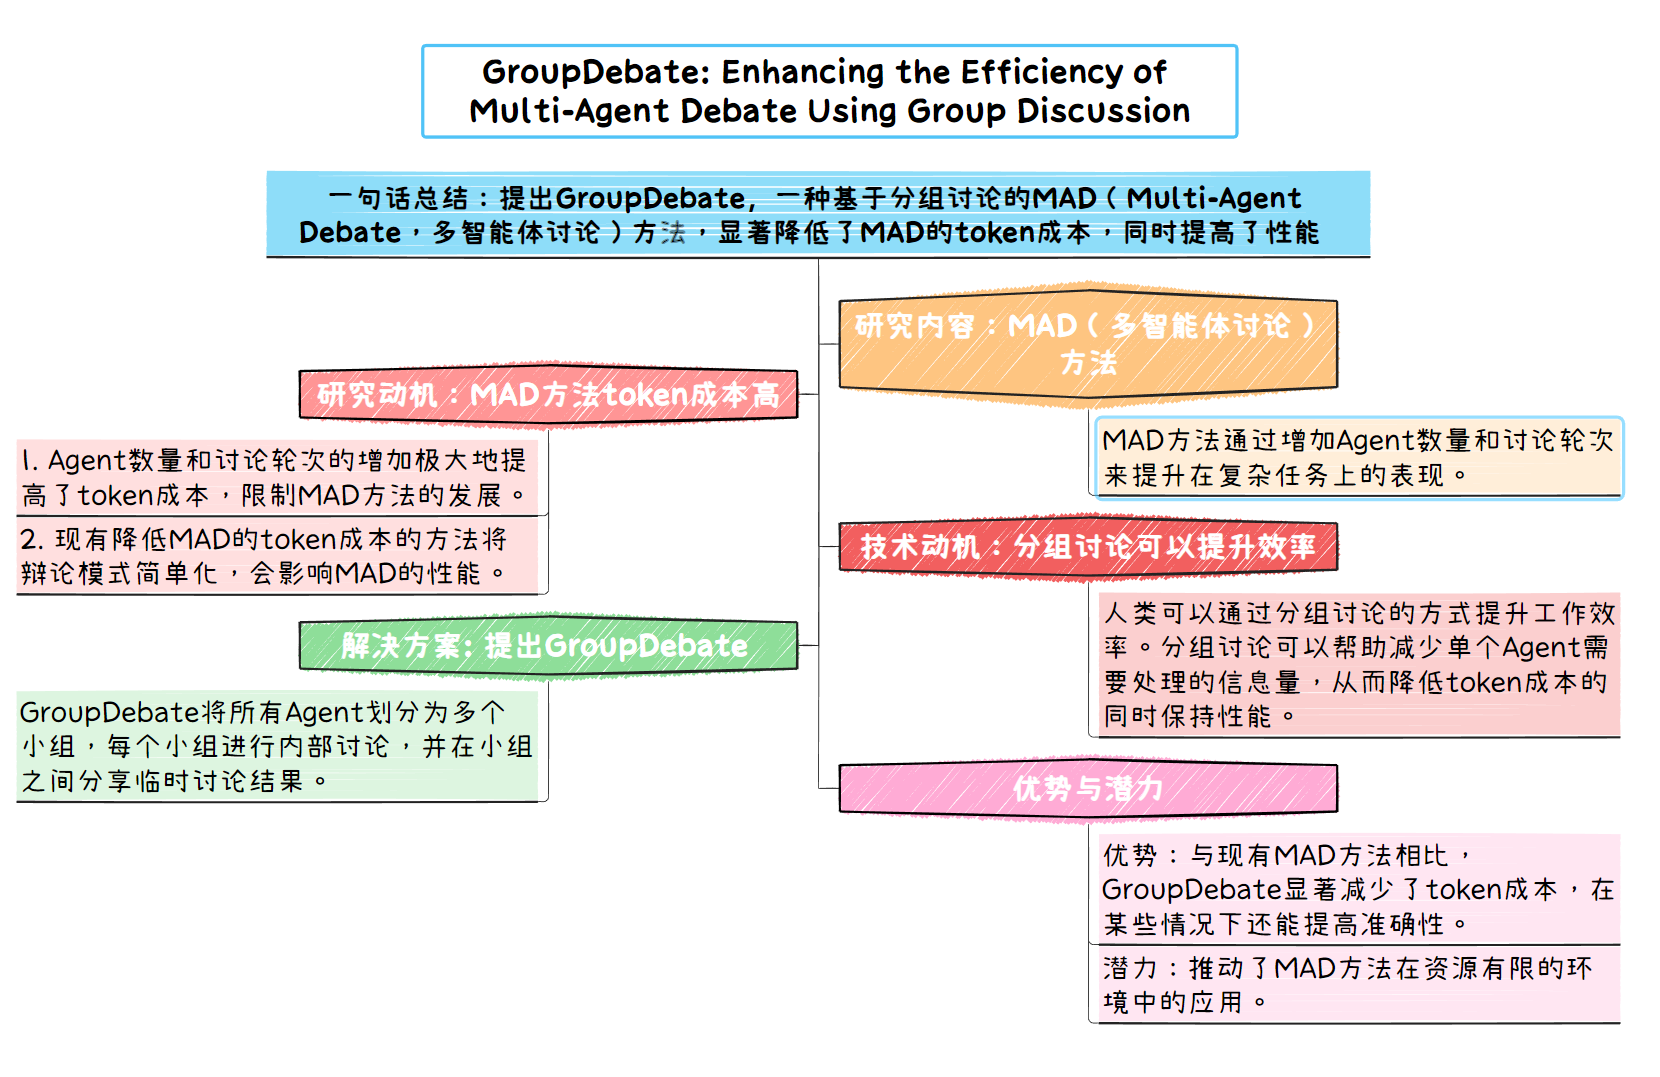 GroupDebate: Enhancing the Efficiency of
Multi-Agent Debate Using Group Discussion
一句话总结：提出GroupDebate，一种基于分组讨论的MAD（Multi-Agent
Debate，多智能体讨论）方法，显著降低了MAD的token成本，同时提高了性能
研究内容：MAD（多智能体讨论）
方法
MAD方法通过增加Agent数量和讨论轮次
来提升在复杂任务上的表现。
研究动机：MAD方法token成本高
1. Agent数量和讨论轮次的增加极大地提
高了token成本，限制MAD方法的发展。
2. 现有降低MAD的token成本的方法将
辩论模式简单化，会影响MAD的性能。
技术动机：分组讨论可以提升效率
人类可以通过分组讨论的方式提升工作效
率。分组讨论可以帮助减少单个Agent需
要处理的信息量，从而降低token成本的
同时保持性能。
解决方案: 提出GroupDebate
GroupDebate将所有Agent划分为多个
小组，每个小组进行内部讨论，并在小组
之间分享临时讨论结果。
优势与潜力
优势：与现有MAD方法相比，
GroupDebate显著减少了token成本，在
某些情况下还能提高准确性。
潜力：推动了MAD方法在资源有限的环
境中的应用。